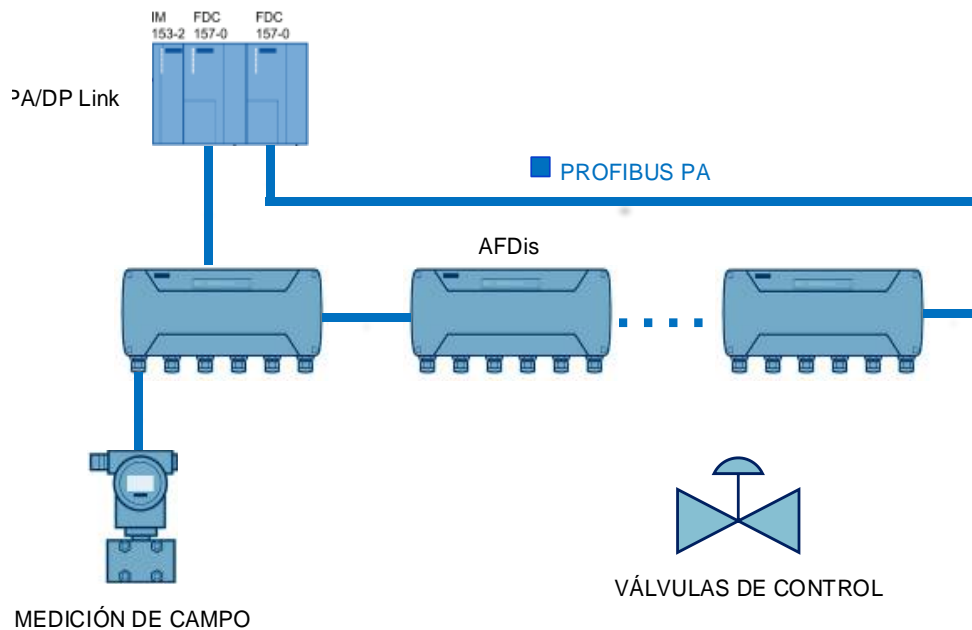 IM FDC FDC
153-2 157-0 157-0
PA/DP Link
PROFIBUS PA
AFDis
VÁLVULAS DE CONTROL
MEDICIÓN DE CAMPO